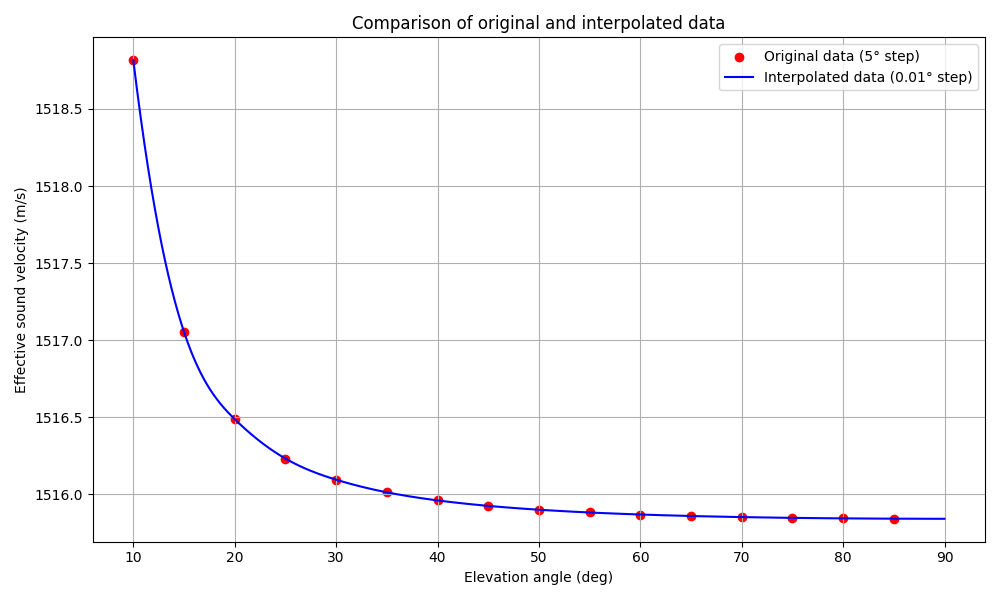 Comparison of original and interpolated data
Original data (5° step)
Interpolated data (0.01° step)
Effective sound velocity (m/s)
1518.5
1518.0
1517.5
1517.0
1516.5
1516.0
10 20 30 40 50 60 70 80 90
Elevation angle (deg)